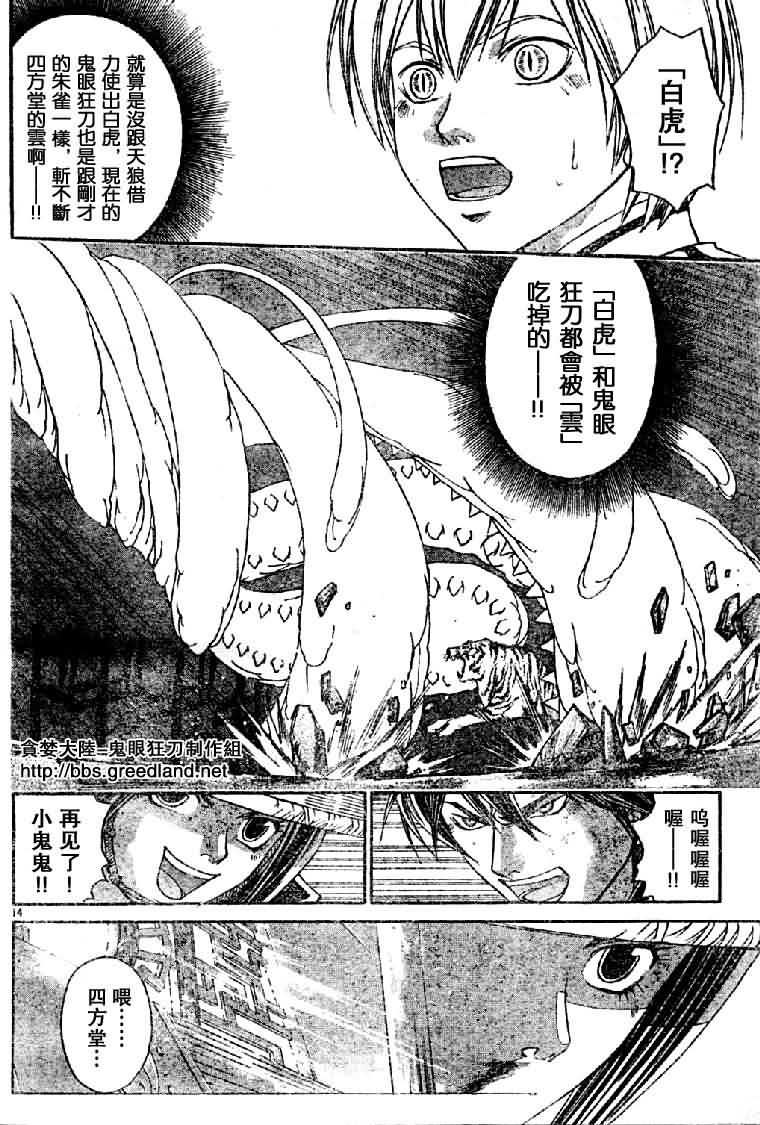 「白虎」!?
就算是沒跟天狼借
力使出白虎，現在的
鬼眼狂刀也是跟剛才
的朱雀一樣，斬不斷
四方堂的雲啊——!!
「白虎」和鬼眼
狂刀都會被「雲」
吃掉的——!!
貪婪大陸-鬼眼狂刀制作組
http://bbs.greedland.net
呜喔喔喔
喔——!!
再见了！
小鬼鬼!!
14
喂……
四方堂…